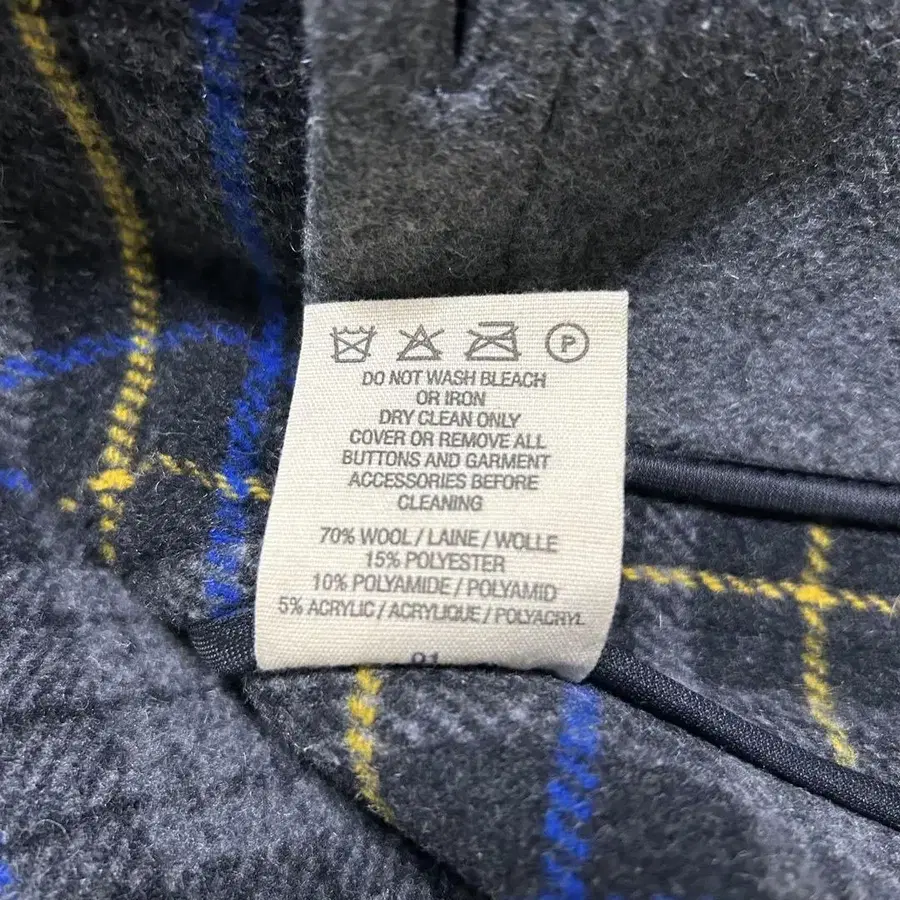 P
DO NOT WASH BLEACH
OR IRON
DRY CLEAN ONLY
COVER OR REMOVE ALL
BUTTONS AND GARMENT
ACCESSORIES BEFORE
CLEANING
70% WOOL / LAINE / WOLLE
15% POLYESTER
10% POLYAMIDE / POLYAMID
5% ACRYLIC / ACRYLIQUE / POLYACRYL